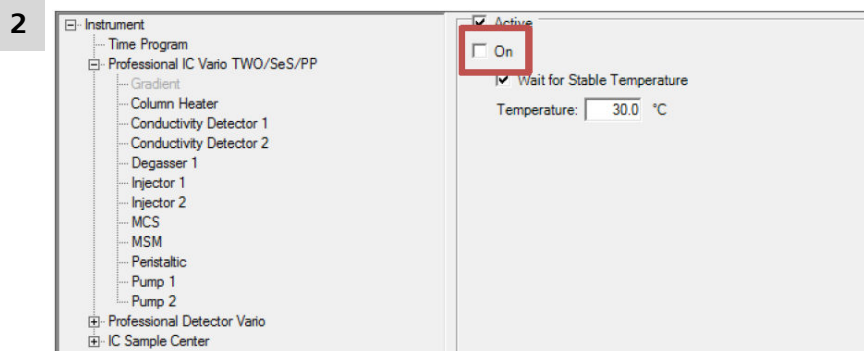 2
Instrument
Time Program
Professional IC Vario TWO/SeS/PP
Gradient
Column Heater
Conductivity Detector 1
Conductivity Detector 2
Degasser 1
Injector 1
Injector 2
MCS
MSM
Peristaltic
Pump 1
Pump 2
Professional Detector Vario
IC Sample Center
Active
On
Wait for Stable Temperature
Temperature: 30.0 °C